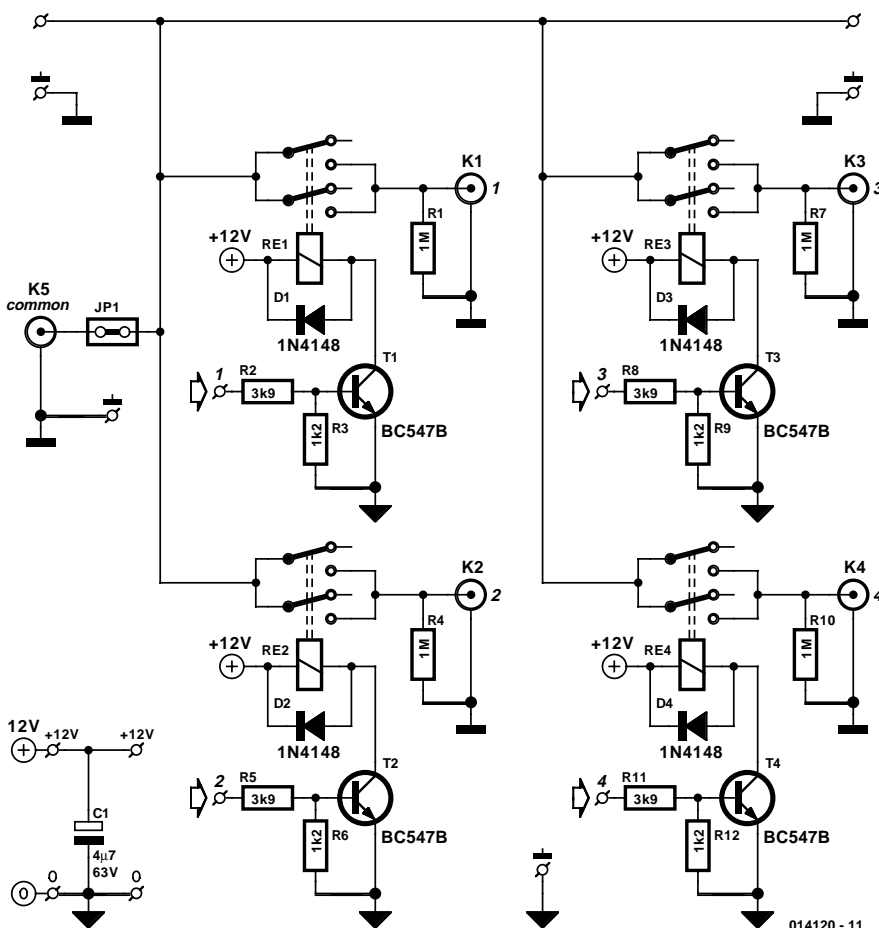 K1
1
K3
3
R1
1M
R7
1M
+12V
RE1
+12V
RE3
K5
common
JP1
D1
1N4148
D3
1N4148
1
R2
3k9
T1
3
R8
3k9
T3
1k2
R3
BC547B
1k2
R9
BC547B
K2
2
K4
4
R4
1M
R10
1M
+12V
RE2
+12V
RE4
D2
1N4148
D4
1N4148
12V
+12V
+12V
2
R5
3k9
T2
4
R11
3k9
T4
C1
4µ7
63V
1k2
R6
BC547B
1k2
R12
BC547B
0
0
0
014120 - 11